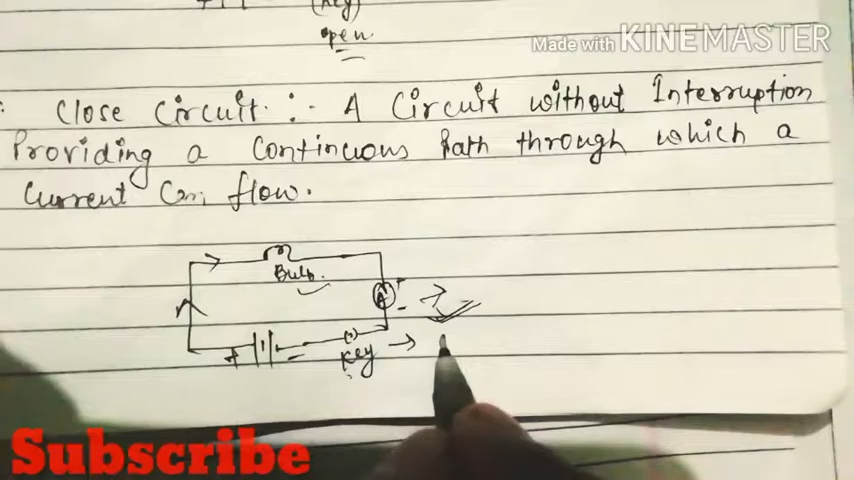 (Key)
open
Made with KINEMASTER
Close Circuit :- A Circuit without Interruption
Providing a Continuous Path through which a
Current Can flow.
Bulb.
A
+
-
+
-
Key
Subscribe